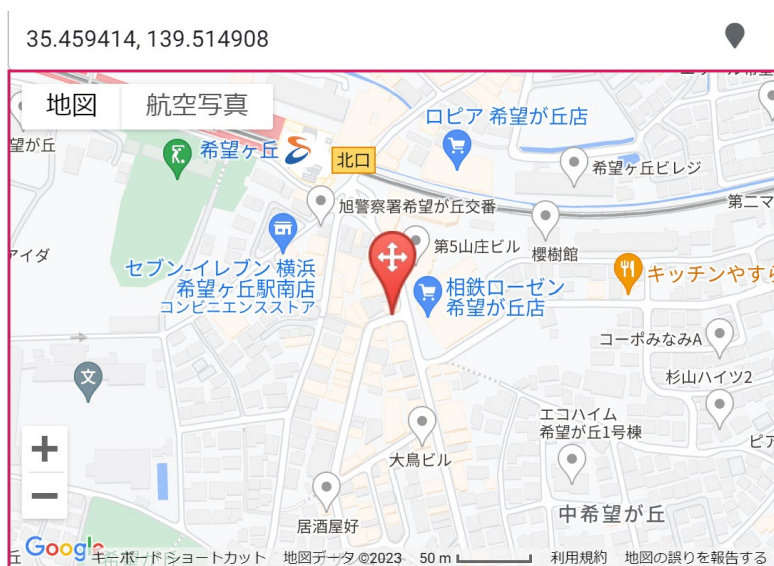 35.459414, 139.514908
地図
航空写真
望が丘
希望ヶ丘
北口
ロピア 希望が丘店
希望ヶ丘ビレジ
旭警察署希望が丘交番
第二マ
アイダ
第5山庄ビル
櫻樹館
セブン-イレブン 横浜
希望ヶ丘駅南店
コンビニエンスストア
相鉄ローゼン
希望が丘店
キッチンやすら
コーポみなみA
文
杉山ハイツ2
エコハイム
希望が丘1号棟
ピア
大鳥ビル
+
−
居酒屋好
中希望が丘
丘
Google
キーボード ショートカット
地図データ ©2023
50 m
利用規約
地図の誤りを報告する